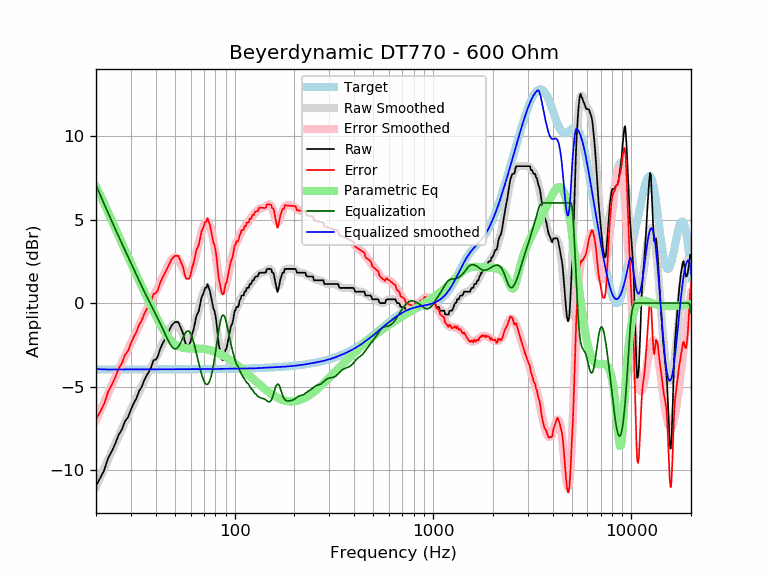 Beyerdynamic DT770 - 600 Ohm
Target
Raw Smoothed
Error Smoothed
Raw
Error
Parametric Eq
Equalization
Equalized smoothed
Amplitude (dBr)
10
5
0
−5
−10
100
1000
10000
Frequency (Hz)